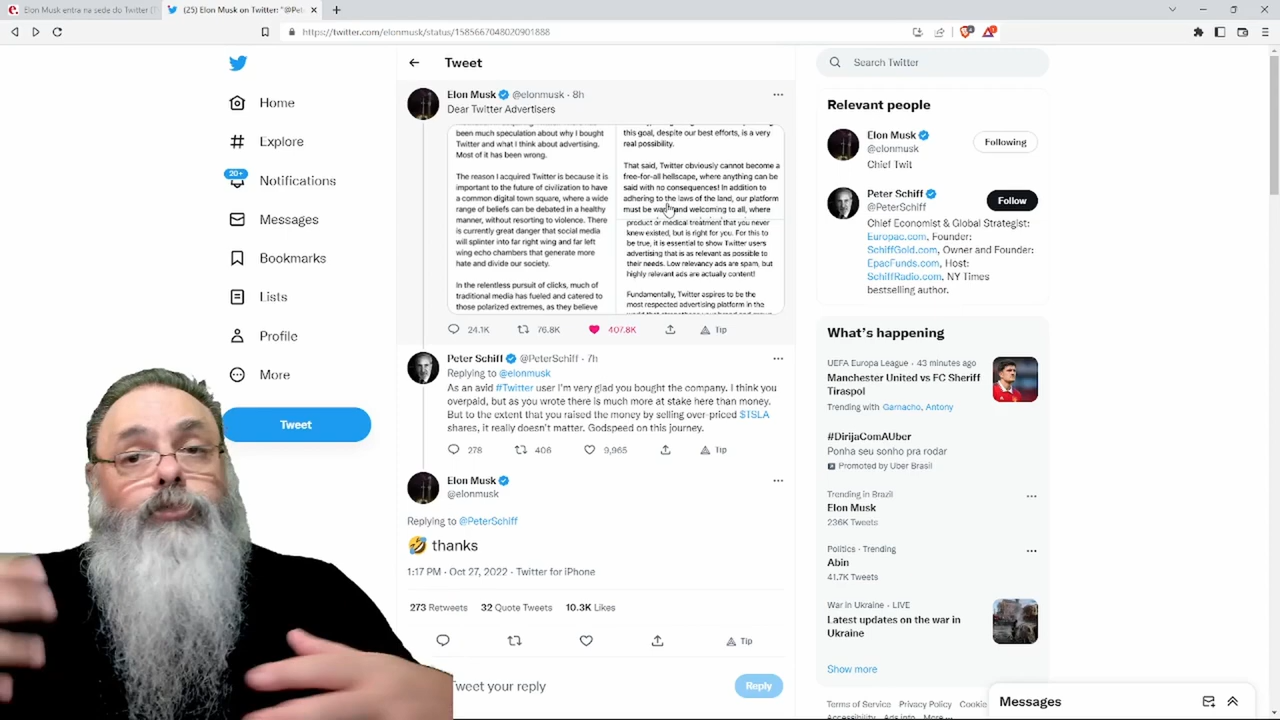 Elon Musk entra na sede do Twitter (T
(25) Elon Musk on Twitter: "@Pet
https://twitter.com/elonmusk/status/1585667048020901888
Home
Explore
20+
Notifications
Messages
Bookmarks
Lists
Profile
More
Tweet
Tweet
Elon Musk @elonmusk · 8h
Dear Twitter Advertisers
been much speculation about why I bought
Twitter and what I think about advertising.
Most of it has been wrong.
The reason I acquired Twitter is because it is
important to the future of civilization to have
a common digital town square, where a wide
range of beliefs can be debated in a healthy
manner, without resorting to violence. There
is currently great danger that social media
will splinter into far right wing and far left
wing echo chambers that generate more
hate and divide our society.
In the relentless pursuit of clicks, much of
traditional media has fueled and catered to
those polarized extremes, as they believe
this goal, despite our best efforts, is a very
real possibility.
That said, Twitter obviously cannot become a
free-for-all hellscape, where anything can be
said with no consequences! In addition to
adhering to the laws of the land, our platform
must be and welcoming to all, where
product or medical treatment that you never
knew existed, but is right for you. For this to
be true, it is essential to show Twitter users
advertising that is as relevant as possible to
their needs. Low relevancy ads are spam, but
highly relevant ads are actually content!
Fundamentally, Twitter aspires to be the
most respected advertising platform in the
24.1K 76.8K 407.8K Tip
Peter Schiff @PeterSchiff · 7h
Replying to @elonmusk
As an avid #Twitter user I'm very glad you bought the company. I think you
overpaid, but as you wrote there is much more at stake here than money.
But to the extent that you raised the money by selling over-priced $TSLA
shares, it really doesn't matter. Godspeed on this journey.
278 406 9,965 Tip
Elon Musk
@elonmusk
Replying to @PeterSchiff
🤣 thanks
1:17 PM · Oct 27, 2022 · Twitter for iPhone
273 Retweets 32 Quote Tweets 10.3K Likes
Tip
Tweet your reply
Reply
Search Twitter
Relevant people
Elon Musk
@elonmusk
Following
Chief Twit
Peter Schiff
@PeterSchiff
Follow
Chief Economist & Global Strategist:
Europac.com, Founder:
SchiffGold.com, Owner and Founder:
EpacFunds.com, Host:
SchiffRadio.com, NY Times
bestselling author.
What's happening
UEFA Europa League · 43 minutes ago
Manchester United vs FC Sheriff
Tiraspol
Trending with Garnacho, Antony
#DirijaComAUber
Ponha seu sonho pra rodar
Promoted by Uber Brasil
Trending in Brazil
Elon Musk
236K Tweets
Politics · Trending
Abin
41.7K Tweets
War in Ukraine · LIVE
Latest updates on the war in
Ukraine
Show more
Terms of Service Privacy Policy Cookie
Messages